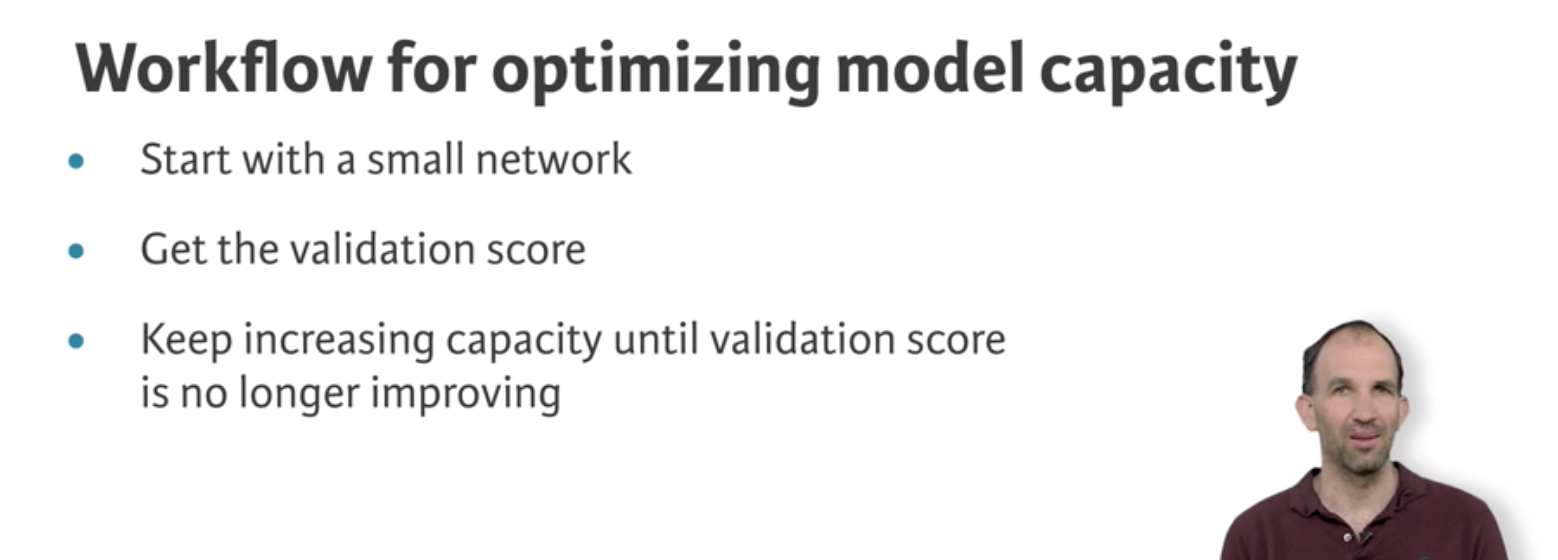 Workflow for optimizing model capacity
Start with a small network
Get the validation score
Keep increasing capacity until validation score
is no longer improving